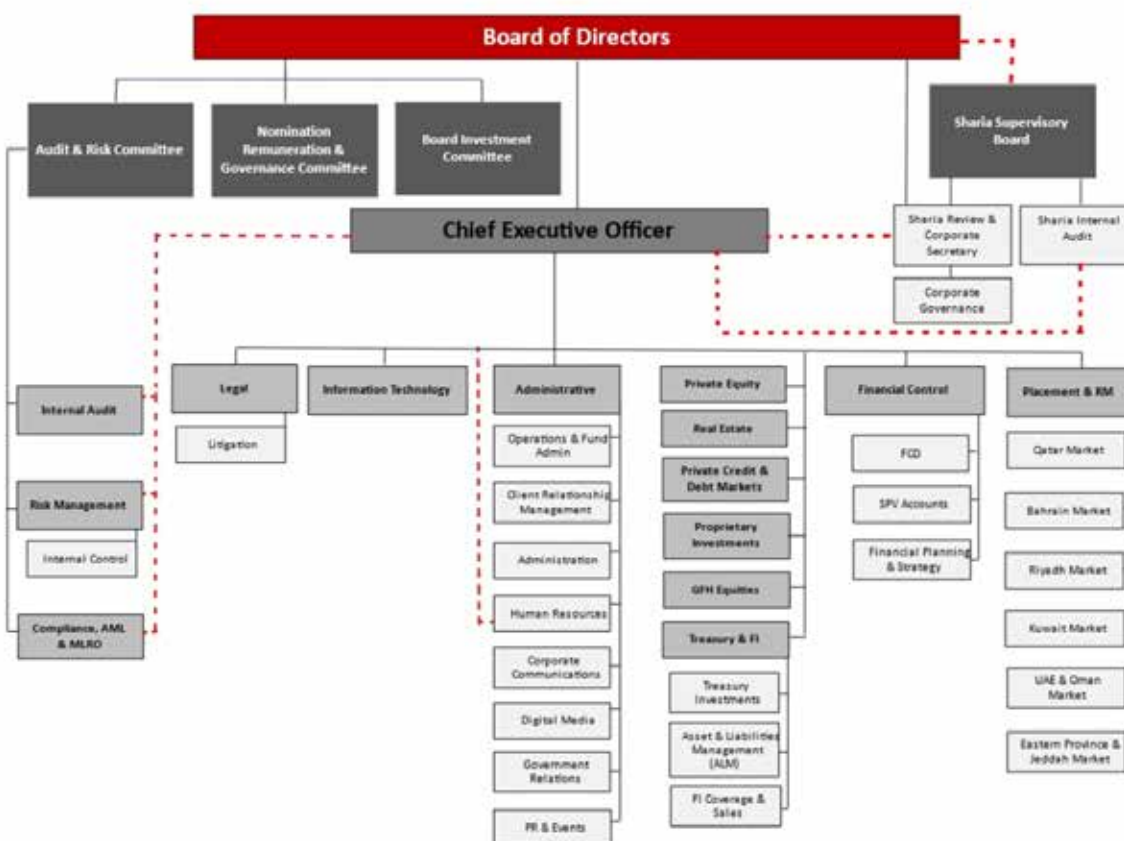 Board of Directors
Audit & Risk Committee
Nomination
Remuneration &
Governance Committee
Board Investment
Committee
Sharia Supervisory
Board
Chief Executive Officer
Sharia Review &
Corporate
Secretary
Sharia Internal
Audit
Corporate
Governance
Internal Audit
Risk Management
Internal Control
Compliance, AML
& MLRO
Legal
Litigation
Information Technology
Administrative
Operations & Fund
Admin
Client Relationship
Management
Administration
Human Resources
Corporate
Communications
Digital Media
Government
Relations
PR & Events
Private Equity
Real Estate
Private Credit &
Debt Markets
Proprietary
Investments
GFH Equities
Treasury & FI
Treasury
Investments
Asset & Liabilities
Management
(ALM)
FI Coverage &
Sales
Financial Control
FCD
SPV Accounts
Financial Planning
& Strategy
Placement & RM
Qatar Market
Bahrain Market
Riyadh Market
Kuwait Market
UAE & Oman
Market
Eastern Province &
Jeddah Market